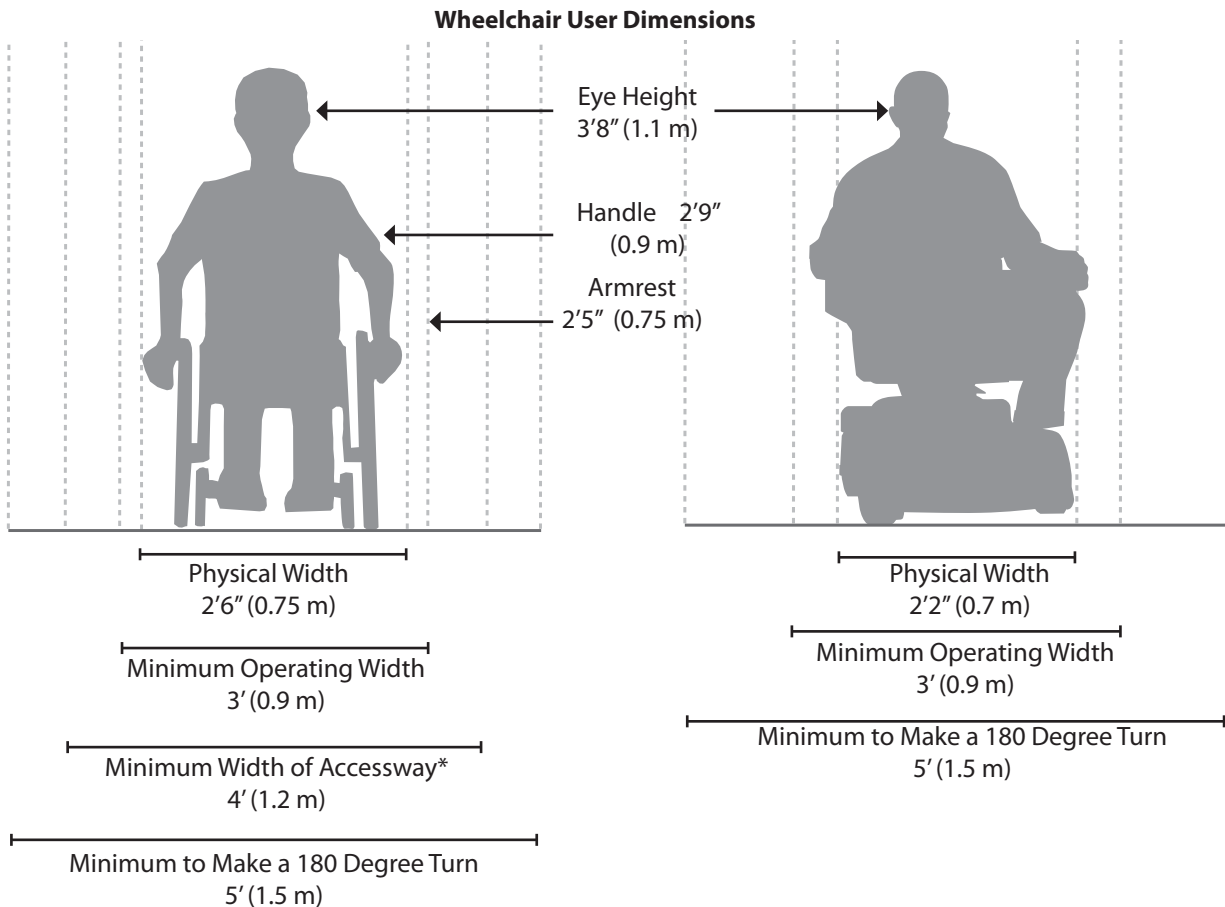 Wheelchair User Dimensions
Eye Height
3’8” (1.1 m)
Handle 2’9”
(0.9 m)
Armrest
2’5” (0.75 m)
Physical Width
2’6” (0.75 m)
Minimum Operating Width
3’ (0.9 m)
Minimum Width of Accessway*
4’ (1.2 m)
Minimum to Make a 180 Degree Turn
5’ (1.5 m)
Physical Width
2’2” (0.7 m)
Minimum Operating Width
3’ (0.9 m)
Minimum to Make a 180 Degree Turn
5’ (1.5 m)